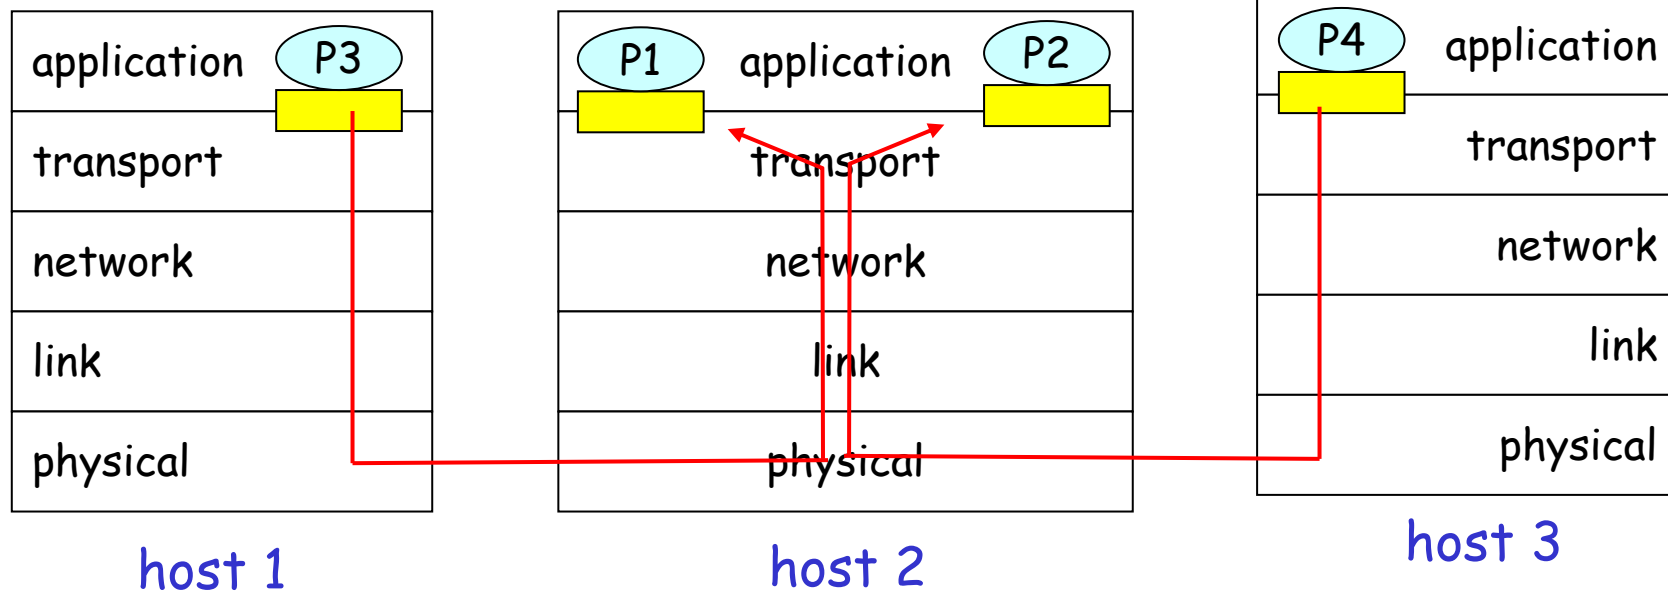 application P3
transport
network
link
physical
host 1
P1 application P2
transport
network
link
physical
host 2
P4 application
transport
network
link
physical
host 3